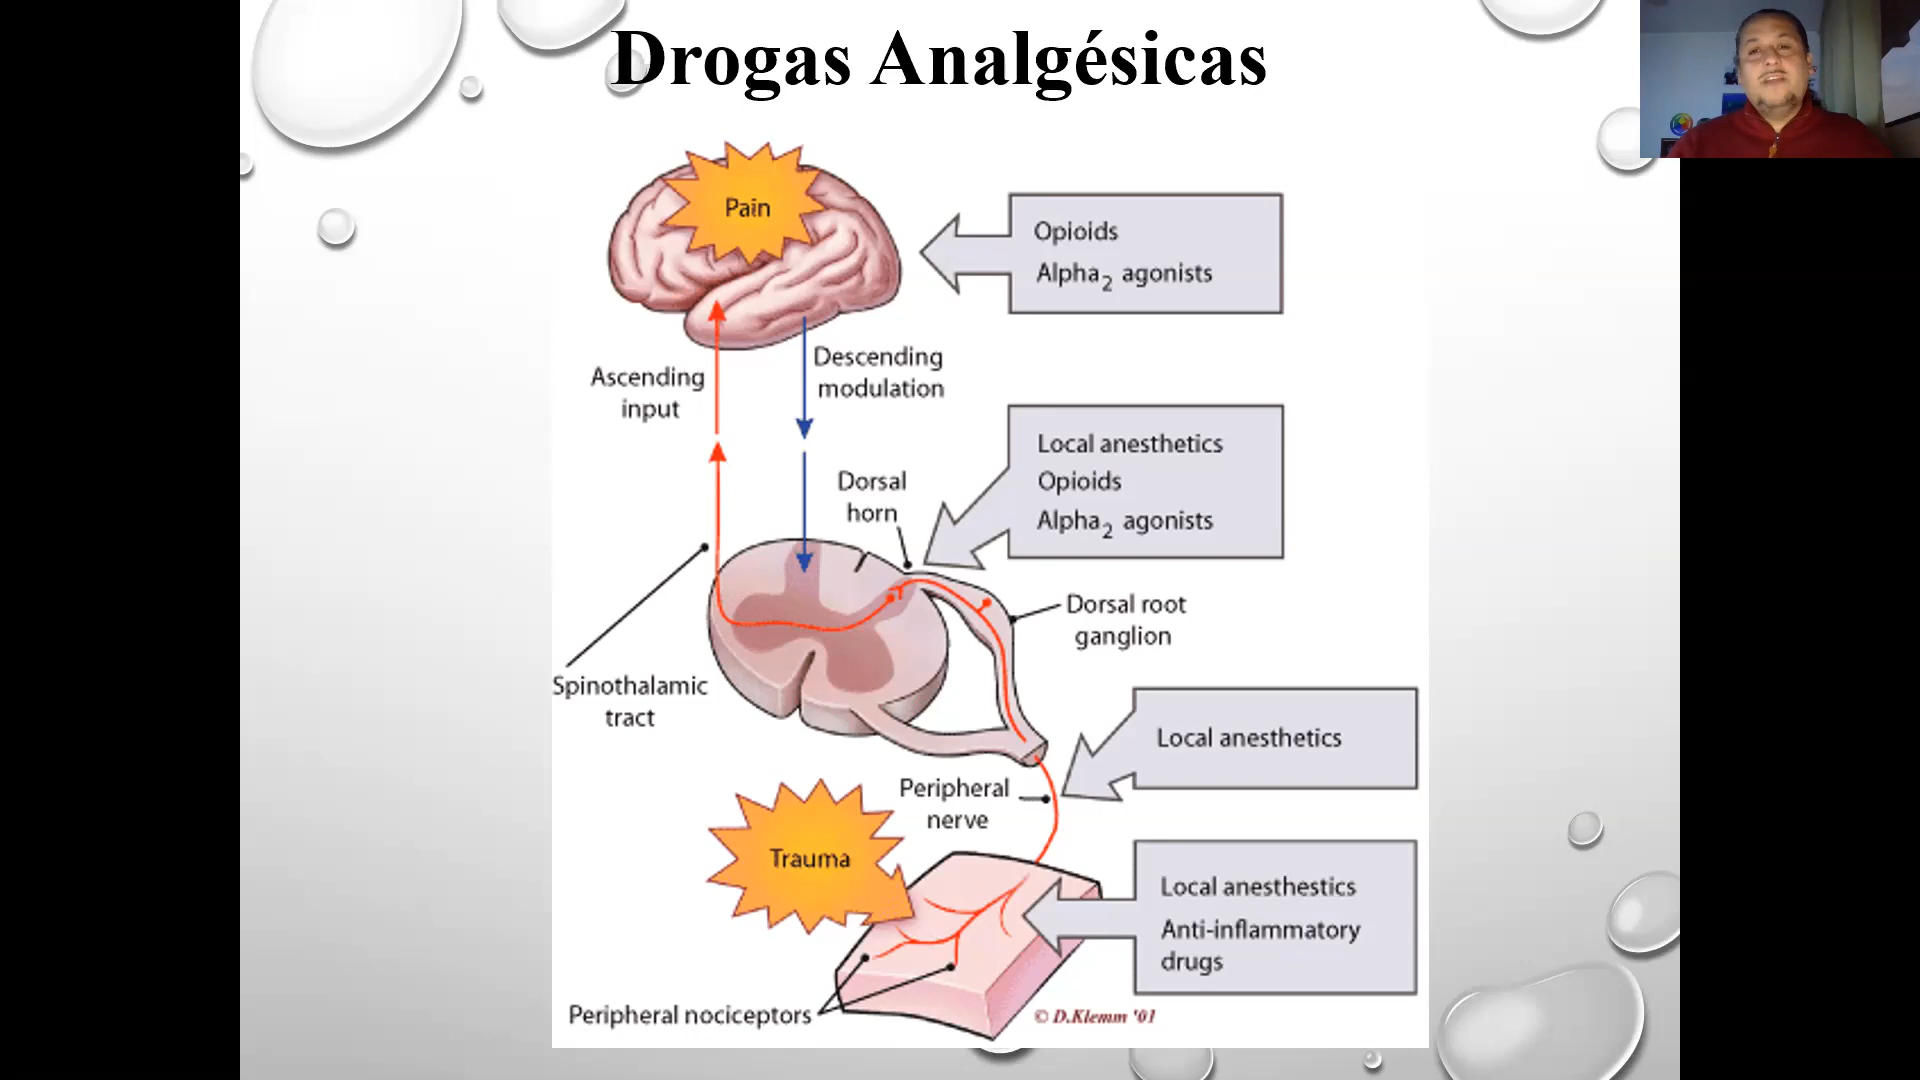 Drogas Analgésicas
Pain
Opioids
Alpha2 agonists
Ascending
input
Descending
modulation
Local anesthetics
Opioids
Alpha2 agonists
Dorsal
horn
Dorsal root
ganglion
Spinothalamic
tract
Local anesthetics
Peripheral
nerve
Trauma
Local anesthestics
Anti-inflammatory
drugs
Peripheral nociceptors
© D.Klemm '01